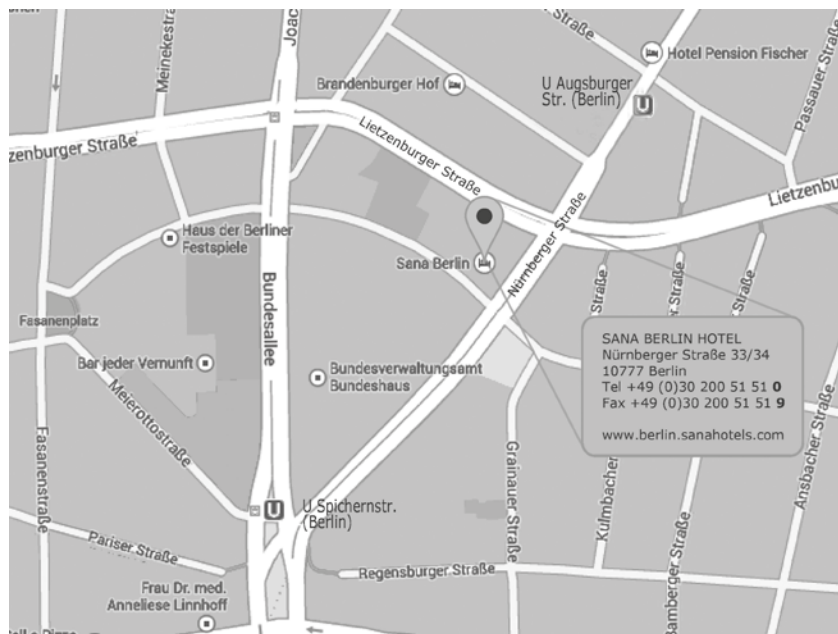 Meinekestra
Joac
Hotel Pension Fischer
Brandenburger Hof
U Augsburger
Str. (Berlin)
Passauer Straße
zenburger Straße
Lietzenburger Straße
Lietzenbu
Haus der Berliner
Festspiele
Sana Berlin
Nürnberger Straße
Bundesallee
Straße
er Straße
Fasanenplatz
SANA BERLIN HOTEL
Nürnberger Straße 33/34
10777 Berlin
Tel +49 (0)30 200 51 51 0
Fax +49 (0)30 200 51 51 9
www.berlin.sanahotels.com
Bar jeder Vernunft
Bundesverwaltungsamt
Bundeshaus
Meierottostraße
Fasanenstraße
Grainauer Straße
Kulmbacher
Bamberger Straße
Ansbacher Straße
U
U Spichernstr.
(Berlin)
Pariser Straße
Regensburger Straße
Frau Dr. med.
Anneliese Linnhoff